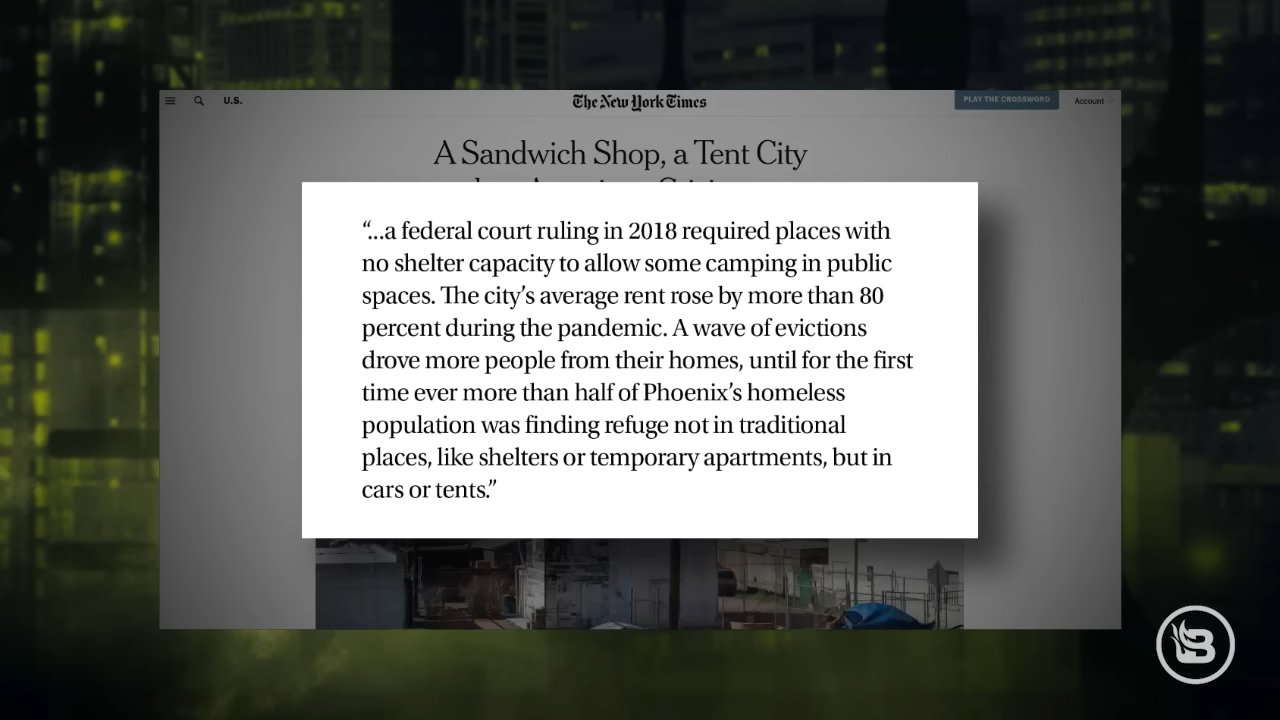 U.S.
The New York Times
PLAY THE CROSSWORD
Account
A Sandwich Shop, a Tent City
“...a federal court ruling in 2018 required places with
no shelter capacity to allow some camping in public
spaces. The city’s average rent rose by more than 80
percent during the pandemic. A wave of evictions
drove more people from their homes, until for the first
time ever more than half of Phoenix’s homeless
population was finding refuge not in traditional
places, like shelters or temporary apartments, but in
cars or tents.”
B